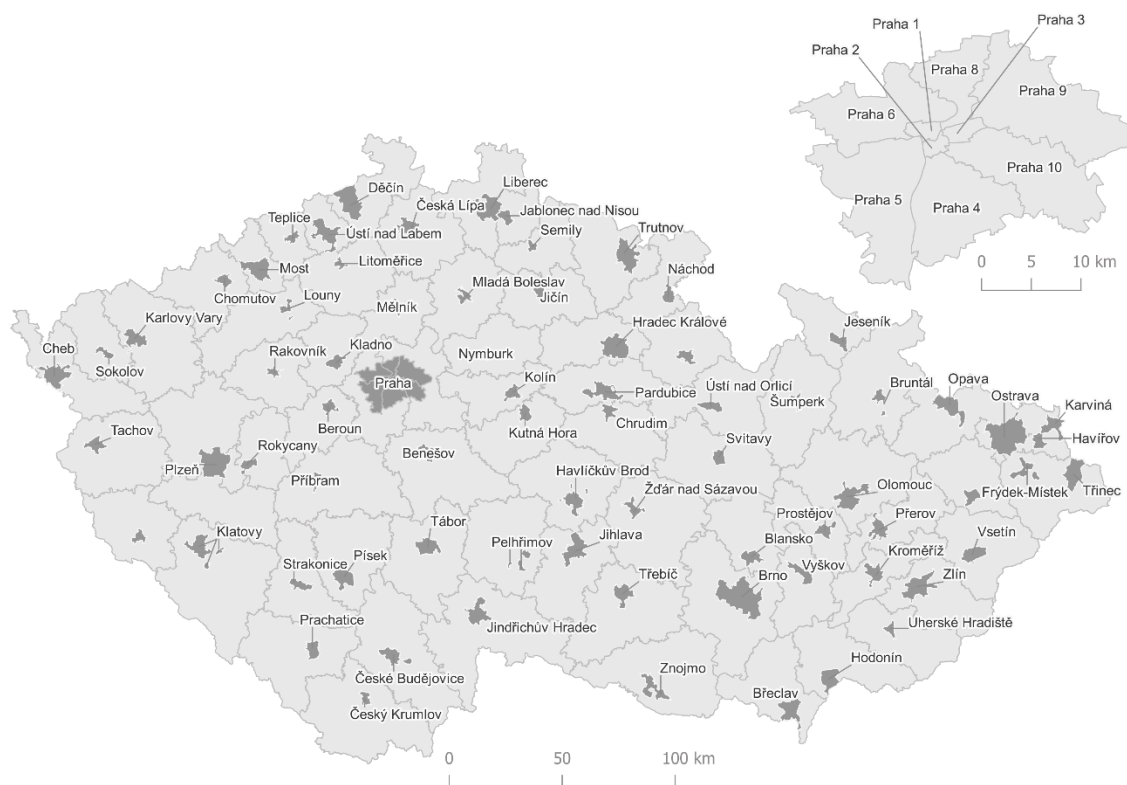 Praha 1
Praha 3
Praha 2
Praha 8
Praha 9
Praha 6
Praha 10
Praha 5
Praha 4
0 5 10 km
Děčín
Liberec
Česká Lípa
Jablonec nad Nisou
Teplice
Ústí nad Labem
Semily
Trutnov
Most
Litoměřice
Náchod
Mladá Boleslav
Chomutov
Louny
Jičín
Mělník
Karlovy Vary
Hradec Králové
Jeseník
Cheb
Sokolov
Rakovník
Kladno
Nymburk
Praha
Kolín
Pardubice
Ústí nad Orlicí
Šumperk
Bruntál
Opava
Ostrava
Karviná
Beroun
Kutná Hora
Chrudim
Havířov
Tachov
Rokycany
Benešov
Svitavy
Plzeň
Příbram
Havlíčkův Brod
Frýdek-Místek
Třinec
Žďár nad Sázavou
Olomouc
Prostějov
Přerov
Vsetín
Klatovy
Tábor
Pelhřimov
Jihlava
Blansko
Strakonice
Písek
Vyškov
Kroměříž
Třebíč
Brno
Zlín
Prachatice
Jindřichův Hradec
Uherské Hradiště
Hodonín
Znojmo
České Budějovice
Břeclav
Český Krumlov
0 50 100 km